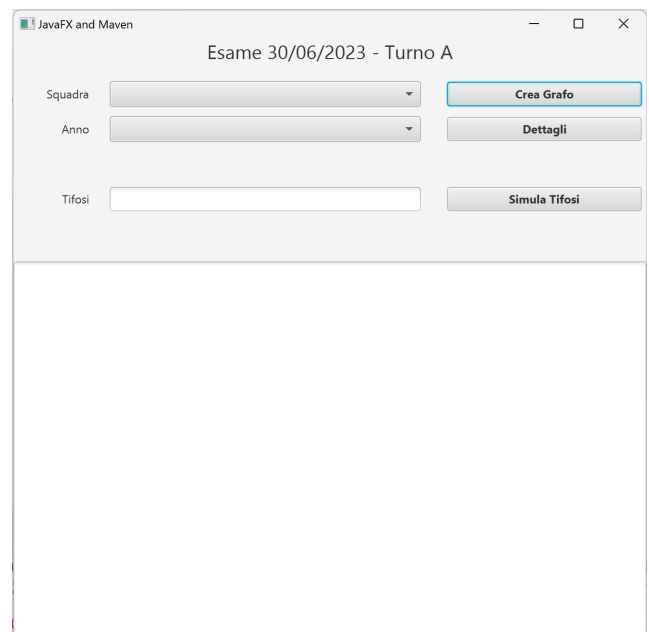 JavaFX and Maven
Esame 30/06/2023 - Turno A
Squadra Crea Grafo
Anno Dettagli
Tifosi Simula Tifosi